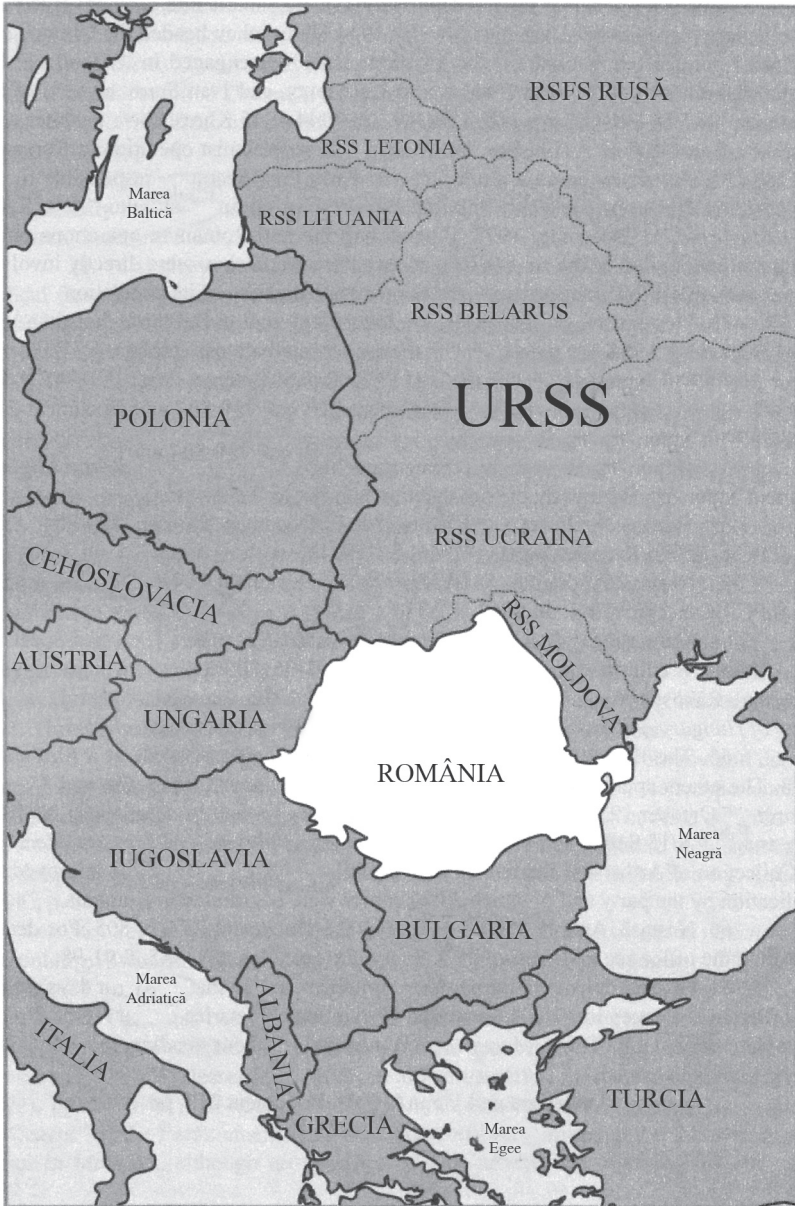 RSFS RUSĂ
RSS LETONIA
Marea
Baltică
RSS LITUANIA
RSS BELARUS
URSS
POLONIA
RSS UCRAINA
CEHOSLOVACIA
RSS MOLDOVA
AUSTRIA
UNGARIA
ROMÂNIA
Marea
Neagră
IUGOSLAVIA
BULGARIA
Marea
Adriatică
ALBANIA
ITALIA
GRECIA
Marea
Egee
TURCIA